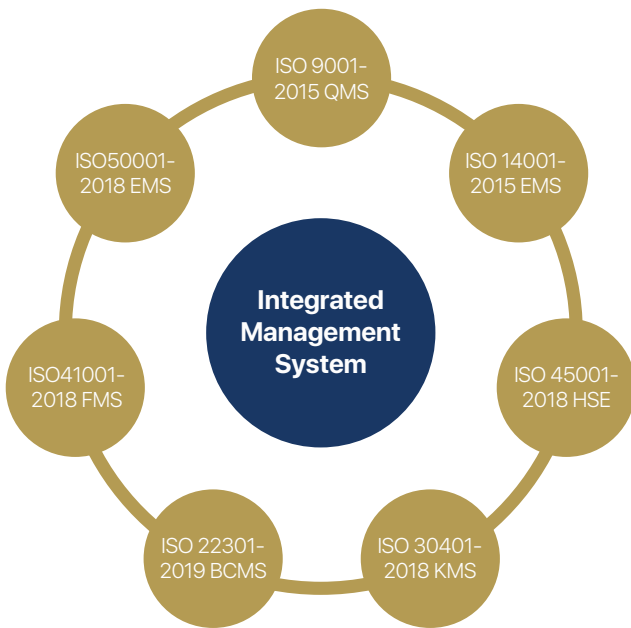 ISO 9001-
2015 QMS
ISO 14001-
2015 EMS
ISO 45001-
2018 HSE
ISO 30401-
2018 KMS
ISO 22301-
2019 BCMS
ISO41001-
2018 FMS
ISO50001-
2018 EMS
Integrated
Management
System